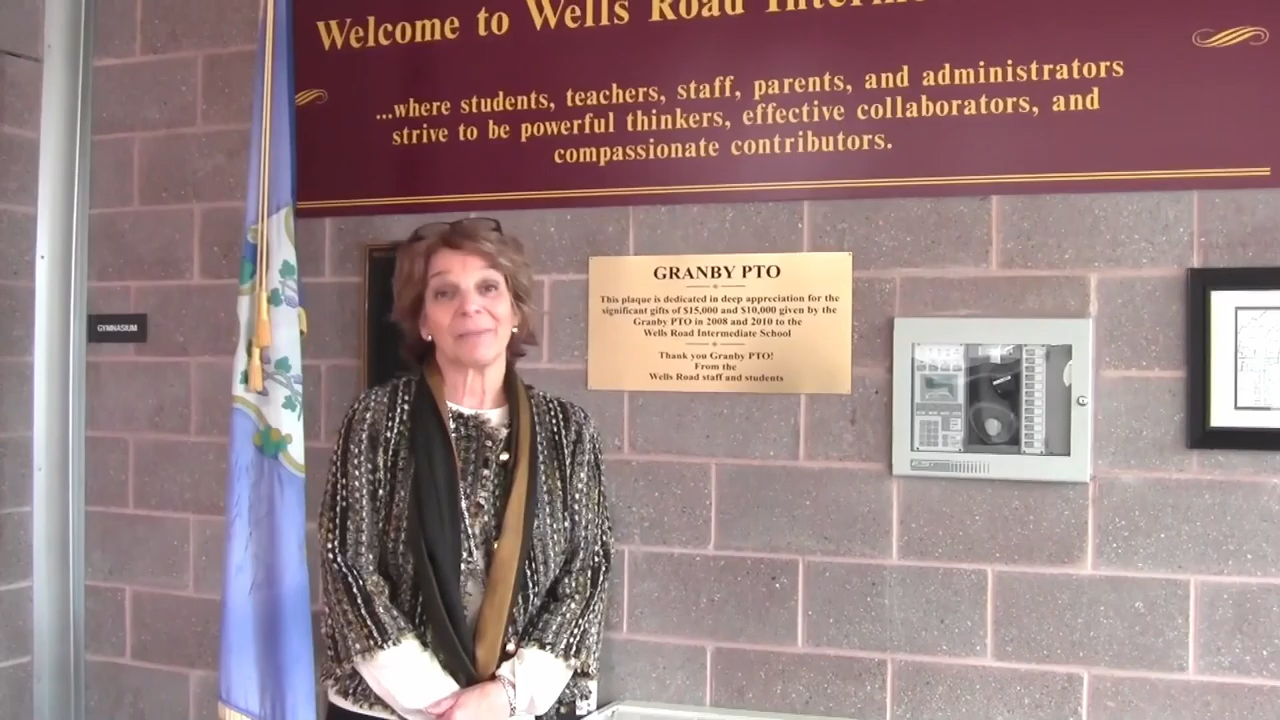 Welcome to Wells Road
...where students, teachers, staff, parents, and administrators
strive to be powerful thinkers, effective collaborators, and
compassionate contributors.
GYMNASIUM
GRANBY PTO
This plaque is dedicated in deep appreciation for the
significant gifts of $15,000 and $10,000 given by the
Granby PTO in 2008 and 2010 to the
Wells Road Intermediate School
Thank you Granby PTO!
From the
Wells Road staff and students